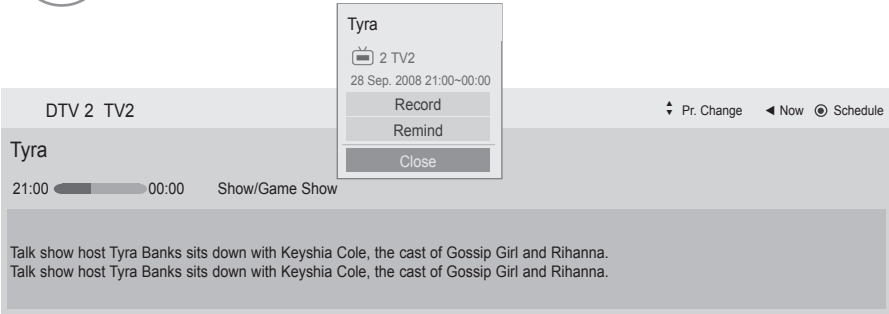 Tyra
2 TV2
28 Sep. 2008 21:00~00:00
Record
Remind
Close
DTV 2 TV2
Pr. Change ◀ Now ◉ Schedule
Tyra
21:00 00:00 Show/Game Show
Talk show host Tyra Banks sits down with Keyshia Cole, the cast of Gossip Girl and Rihanna.
Talk show host Tyra Banks sits down with Keyshia Cole, the cast of Gossip Girl and Rihanna.